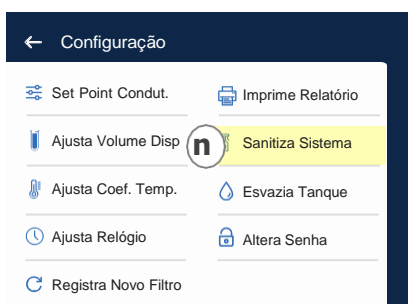 Configuração
Set Point Condut.
Imprime Relatório
Ajusta Volume Disp
n
Sanitiza Sistema
Ajusta Coef. Temp.
Esvazia Tanque
Ajusta Relógio
Altera Senha
Registra Novo Filtro